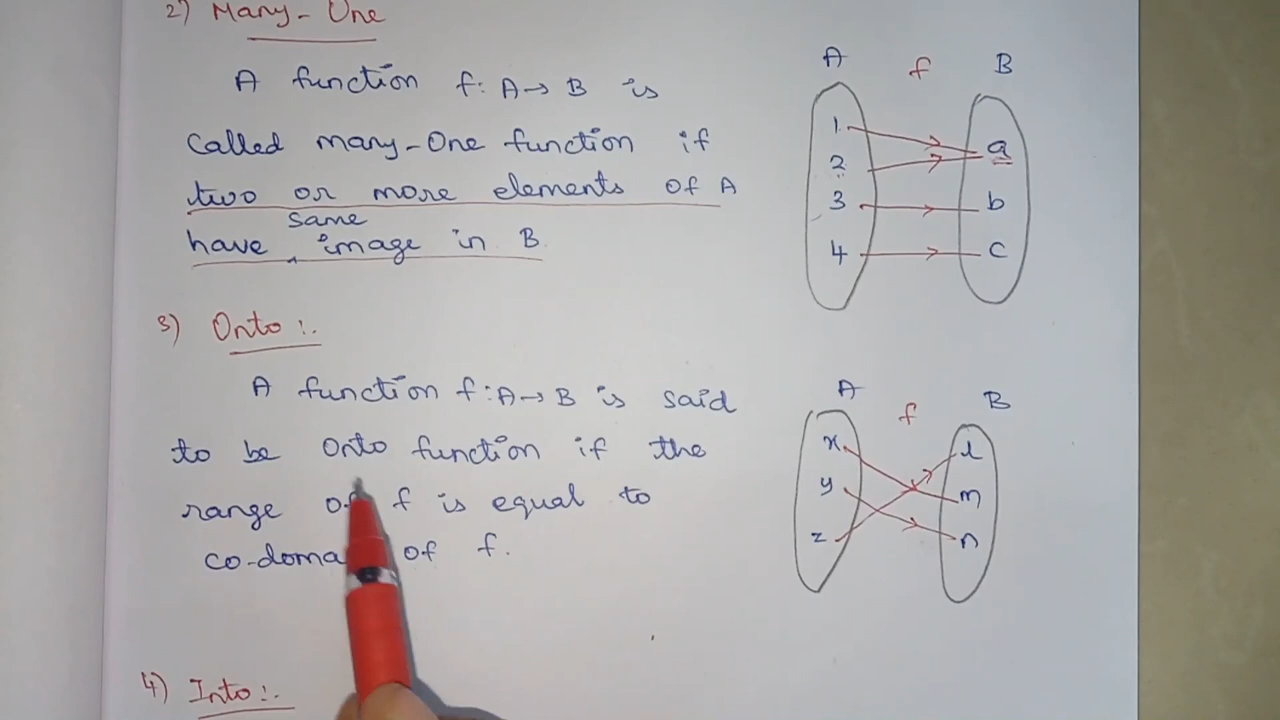 2) Many-One
A function f: A→ B is
called many-One function if
two or more elements of A
same
have ‸ image in B.
A f B
1 a
2
3 b
4 c
3) Onto :.
A function f:A→ B is said
to be Onto function if the
range of f is equal to
co-doma of f.
A f B
x l
y m
z n
4) Into :.